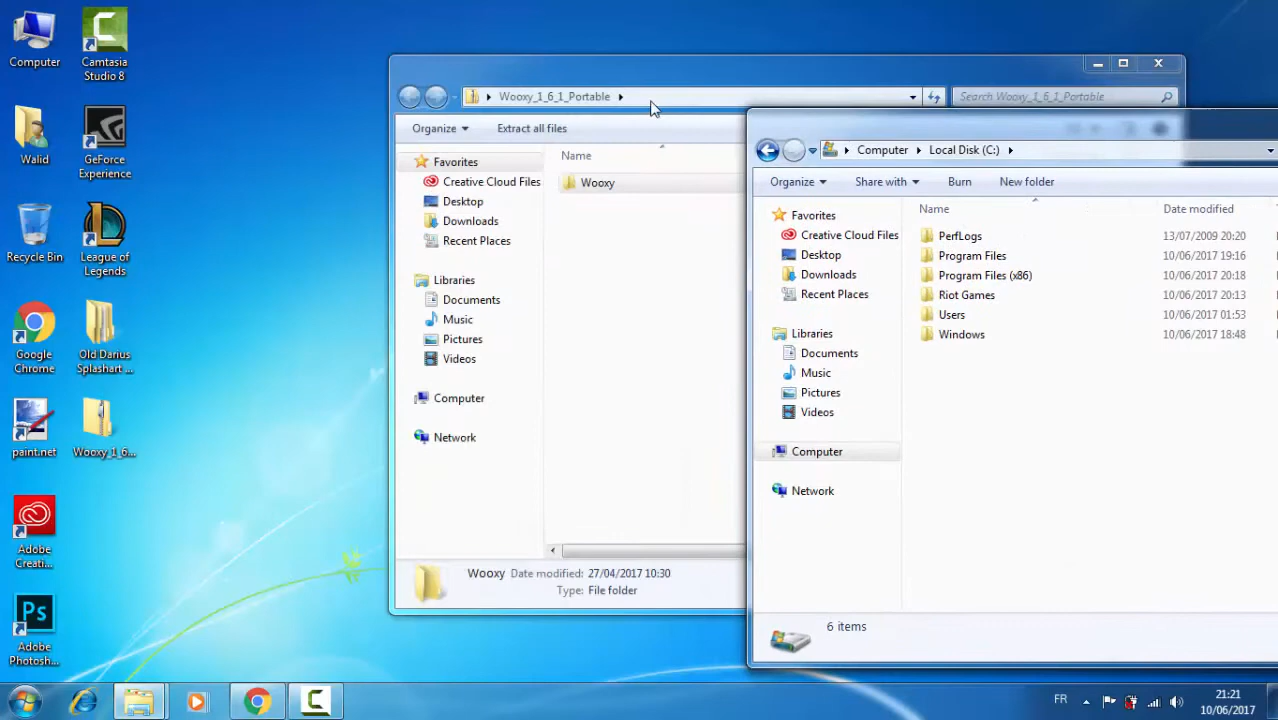 Computer
Camtasia
Studio 8
Walid
GeForce
Experience
Recycle Bin
League of
Legends
Google
Chrome
Old Darius
Splashart ...
paint.net
Wooxy_1_6...
Adobe
Creati...
Ps
Adobe
Photosh...
Wooxy_1_6_1_Portable
Search Wooxy_1_6_1_Portable
Organize
Extract all files
Name
Favorites
Creative Cloud Files
Desktop
Downloads
Recent Places
Libraries
Documents
Music
Pictures
Videos
Computer
Network
Wooxy
Wooxy Date modified: 27/04/2017 10:30
Type: File folder
Computer Local Disk (C:)
Organize
Share with
Burn
New folder
Favorites
Creative Cloud Files
Desktop
Downloads
Recent Places
Libraries
Documents
Music
Pictures
Videos
Computer
Network
Name Date modified
PerfLogs 13/07/2009 20:20
Program Files 10/06/2017 19:16
Program Files (x86) 10/06/2017 20:18
Riot Games 10/06/2017 20:13
Users 10/06/2017 01:53
Windows 10/06/2017 18:48
6 items
FR
21:21
10/06/2017